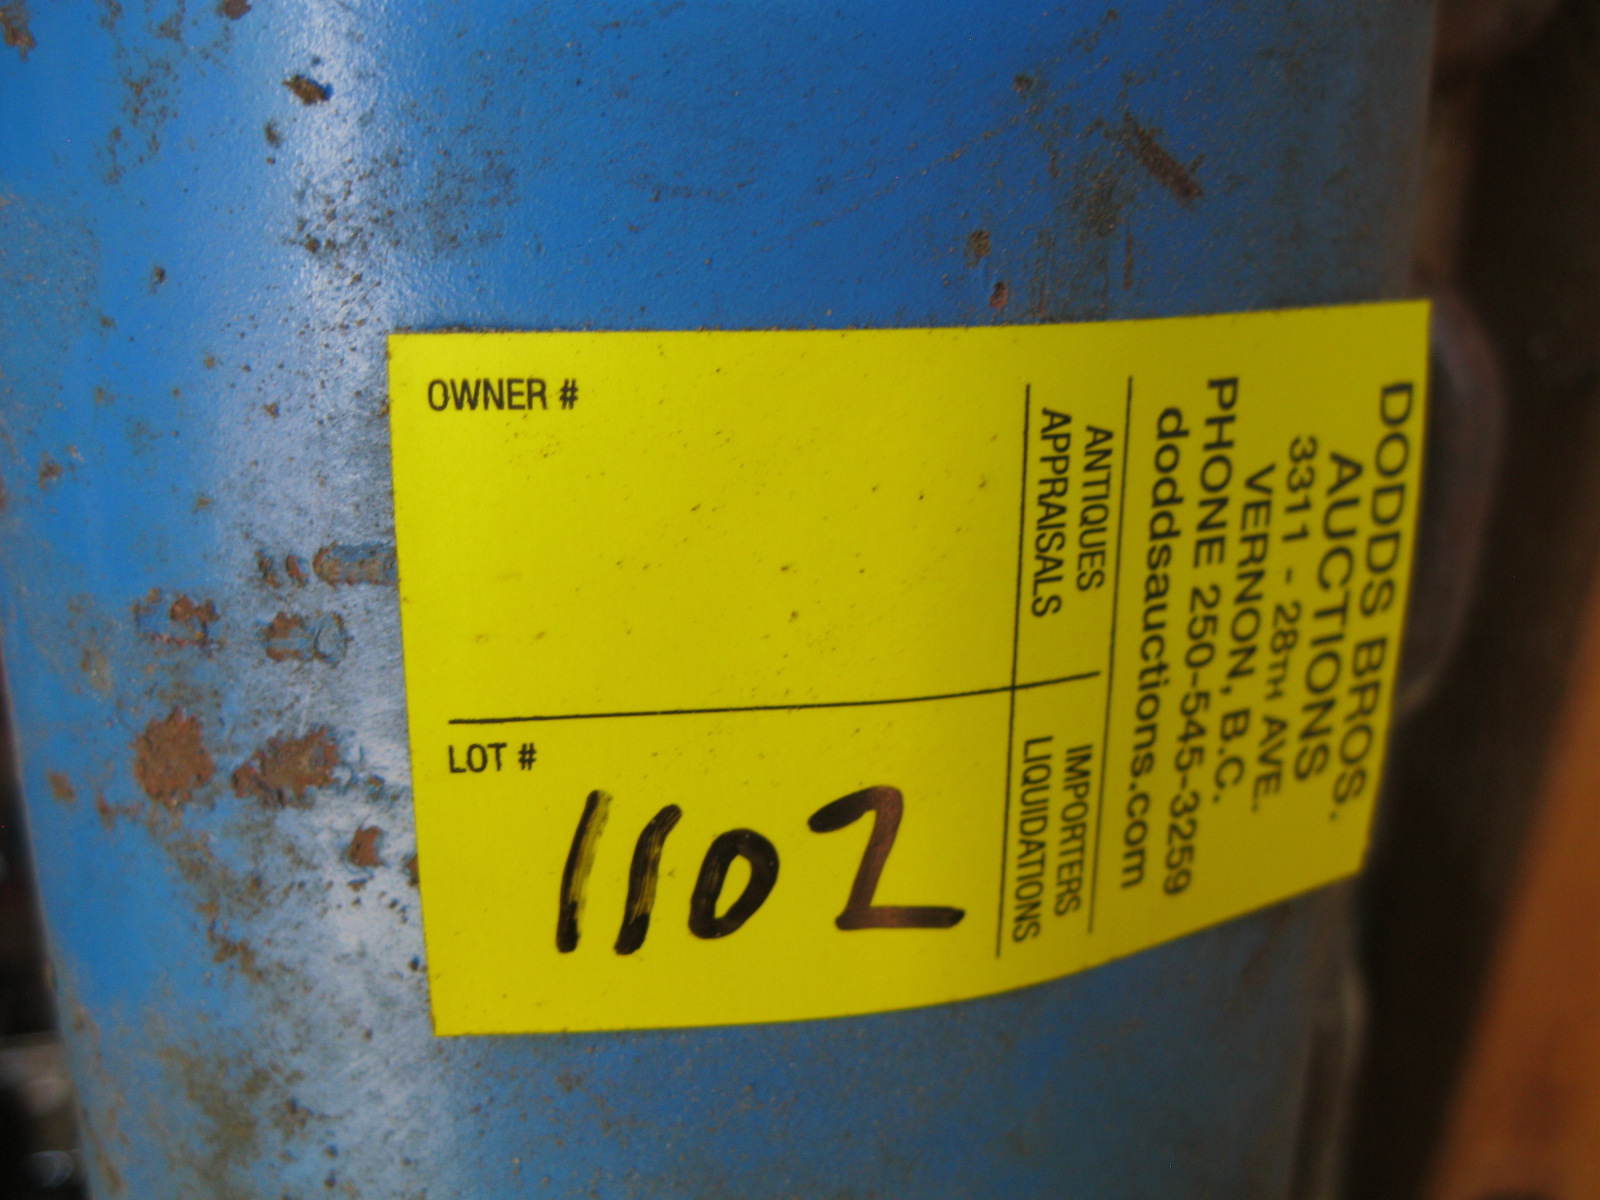 DODDS BROS.
AUCTIONS
3311 - 28TH AVE.
VERNON, B.C.
PHONE 250-545-3259
doddsauctions.com
ANTIQUES IMPORTERS
APPRAISALS LIQUIDATIONS
OWNER #
LOT #
1102